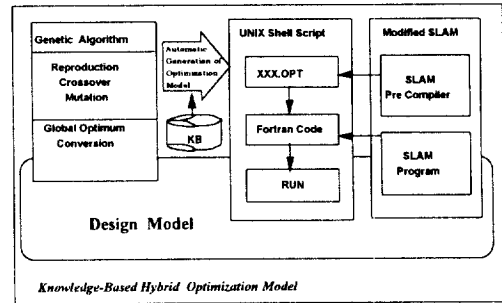 Genetic Algorithm
Reproduction
Crossover
Mutation
Global Optimum
Conversion
Automatic
Generation of
Optimization
Model
KB
UNIX Shell Script
XXX.OPT
Fortran Code
RUN
Modified SLAM
SLAM
Pre Compiler
SLAM
Program
Design Model
Knowledge-Based Hybrid Optimization Model